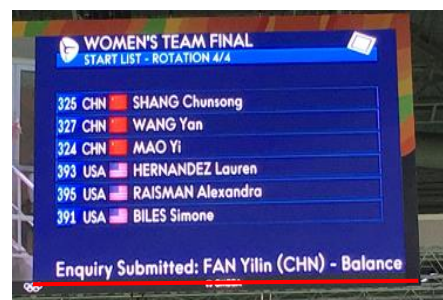 WOMEN'S TEAM FINAL
START LIST - ROTATION 4/4
325 CHN SHANG Chunsong
327 CHN WANG Yan
324 CHN MAO Yi
393 USA HERNANDEZ Lauren
395 USA RAISMAN Alexandra
391 USA BILES Simone
Enquiry Submitted: FAN Yilin (CHN) - Balance